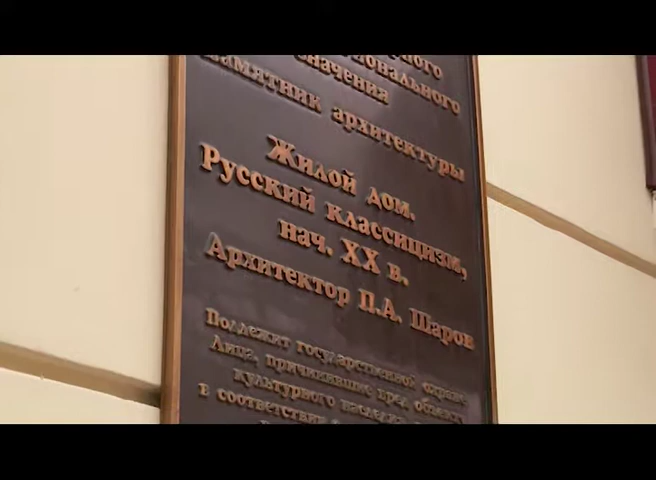 значения
памятник архитектуры
Жилой дом.
Русский классицизм,
нач. XX в.
Архитектор П.А. Шаров
Подлежит государственной охране
Лица, причинившие вред объекту
культурного наследия
в соответствии